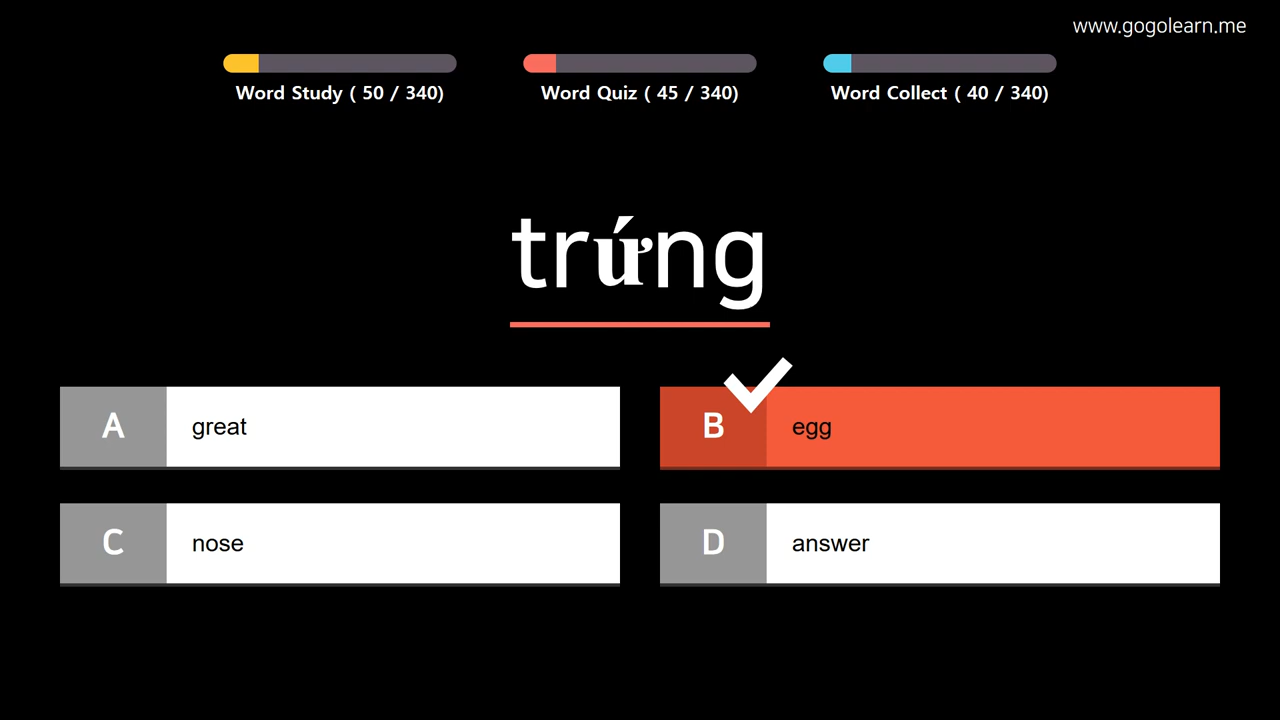 www.gogolearn.me
Word Study ( 50 / 340)
Word Quiz ( 45 / 340)
Word Collect ( 40 / 340)
trứng
A great
B egg
C nose
D answer